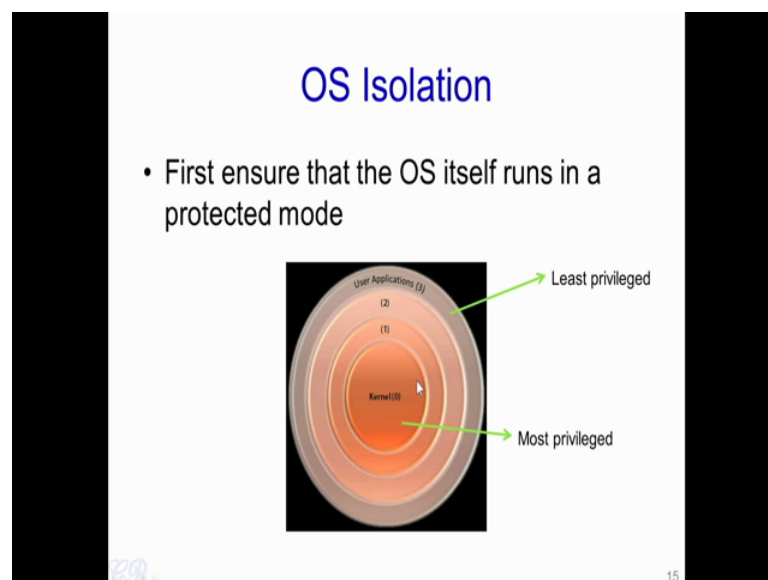 OS Isolation
• First ensure that the OS itself runs in a
protected mode
User Applications (3)
(2)
(1)
Kernel(0)
Least privileged
Most privileged
15